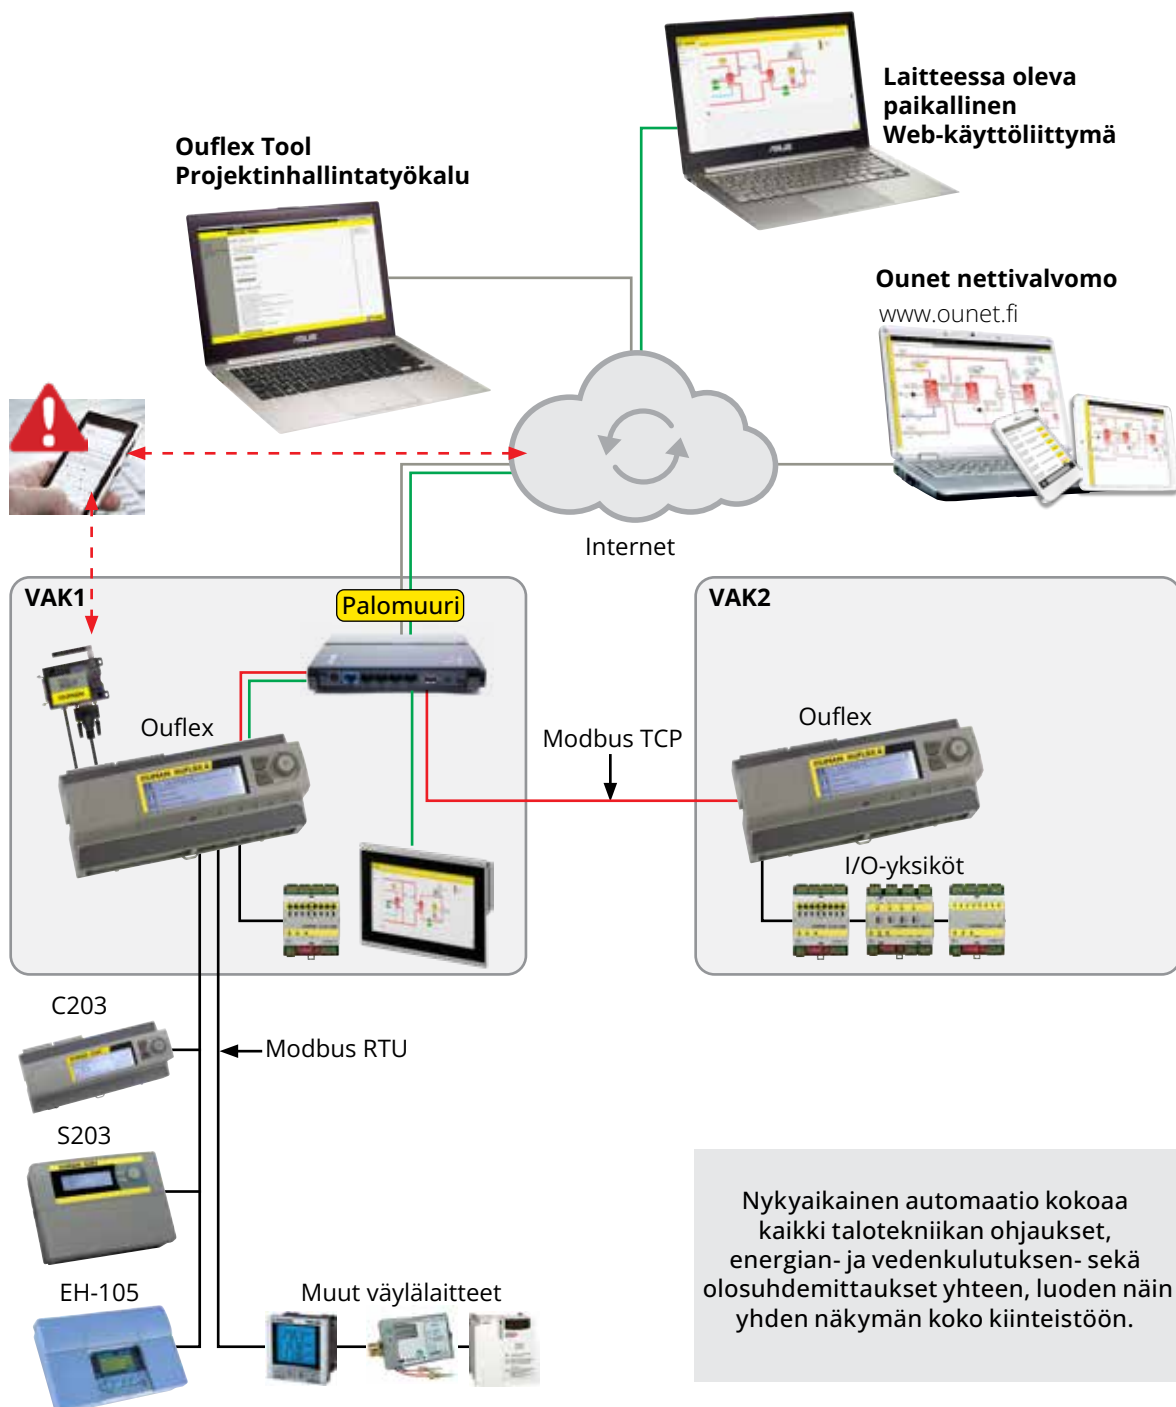 Laitteessa oleva
paikallinen
Web-käyttöliittymä
Ouflex Tool
Projektinhallintatyökalu
Ounet nettivalvomo
www.ounet.fi
Internet
VAK1
Palomuuri
VAK2
Ouflex
Modbus TCP
Ouflex
I/O-yksiköt
C203
Modbus RTU
S203
EH-105
Muut väylälaitteet
Nykyaikainen automaatio kokoaa
kaikki talotekniikan ohjaukset,
energian- ja vedenkulutuksen- sekä
olosuhdemittaukset yhteen, luoden näin
yhden näkymän koko kiinteistöön.